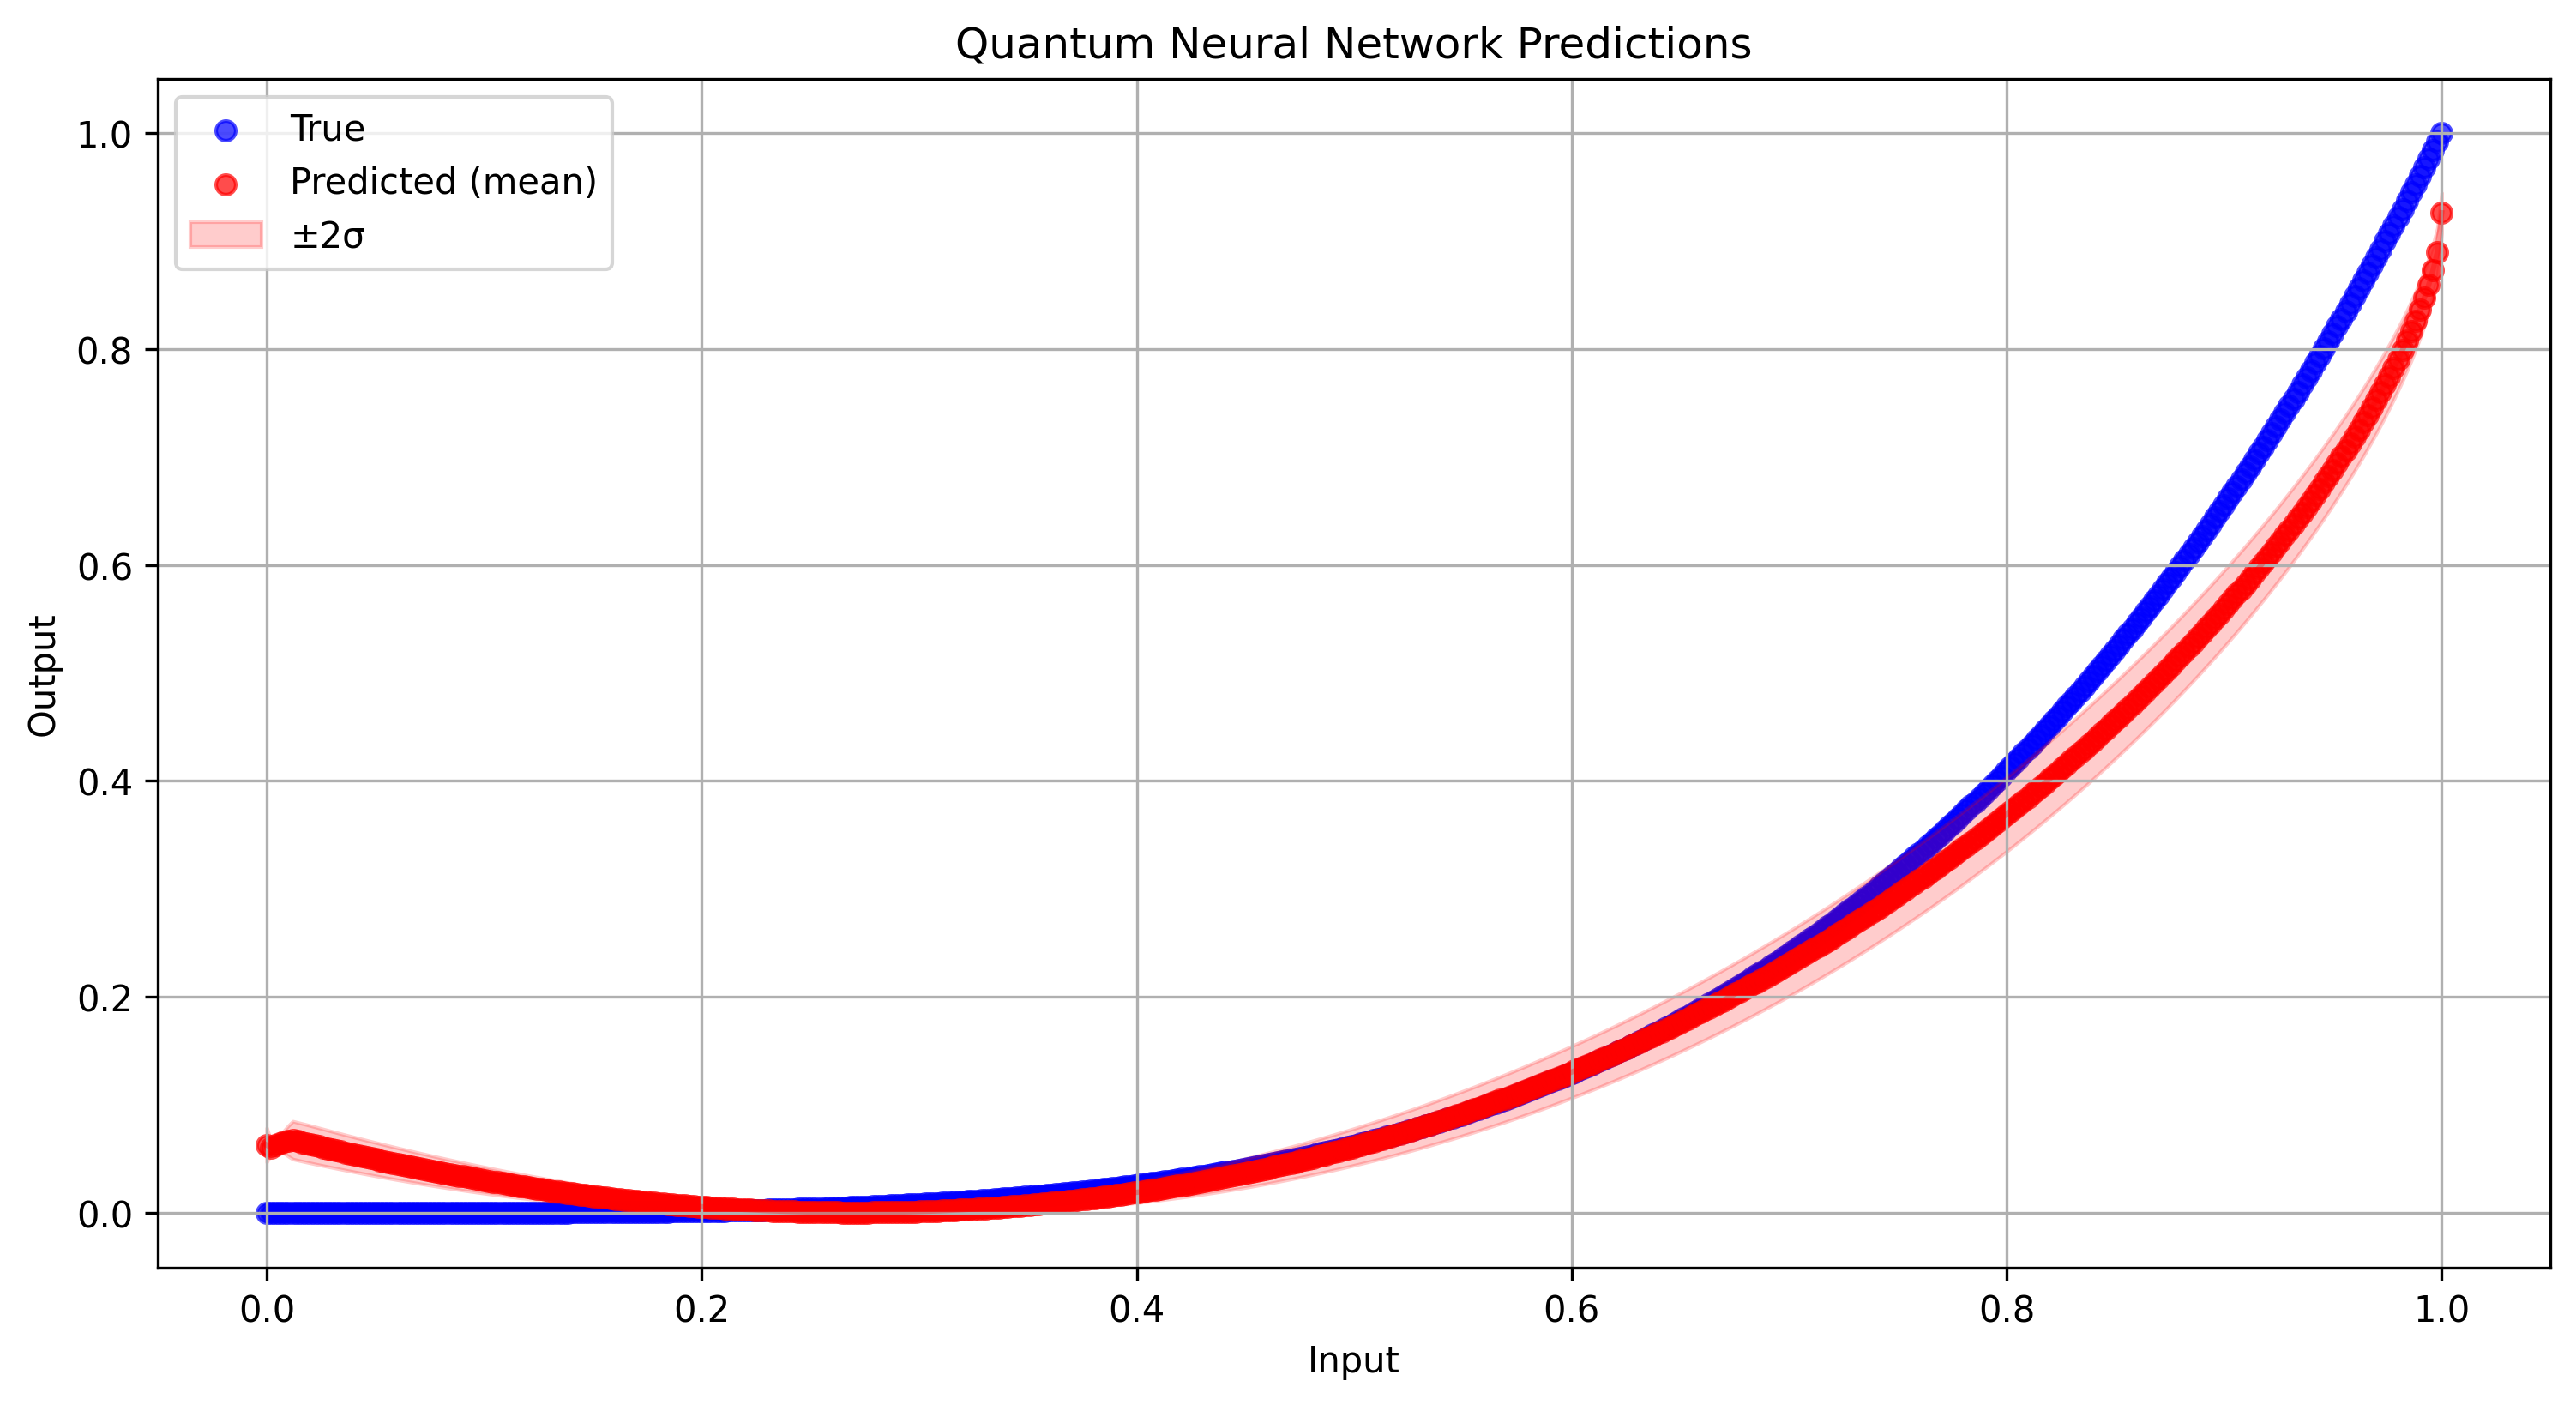 Quantum Neural Network Predictions
True
Predicted (mean)
±2σ
1.0
0.8
0.6
0.4
0.2
0.0
Output
0.0 0.2 0.4 0.6 0.8 1.0
Input